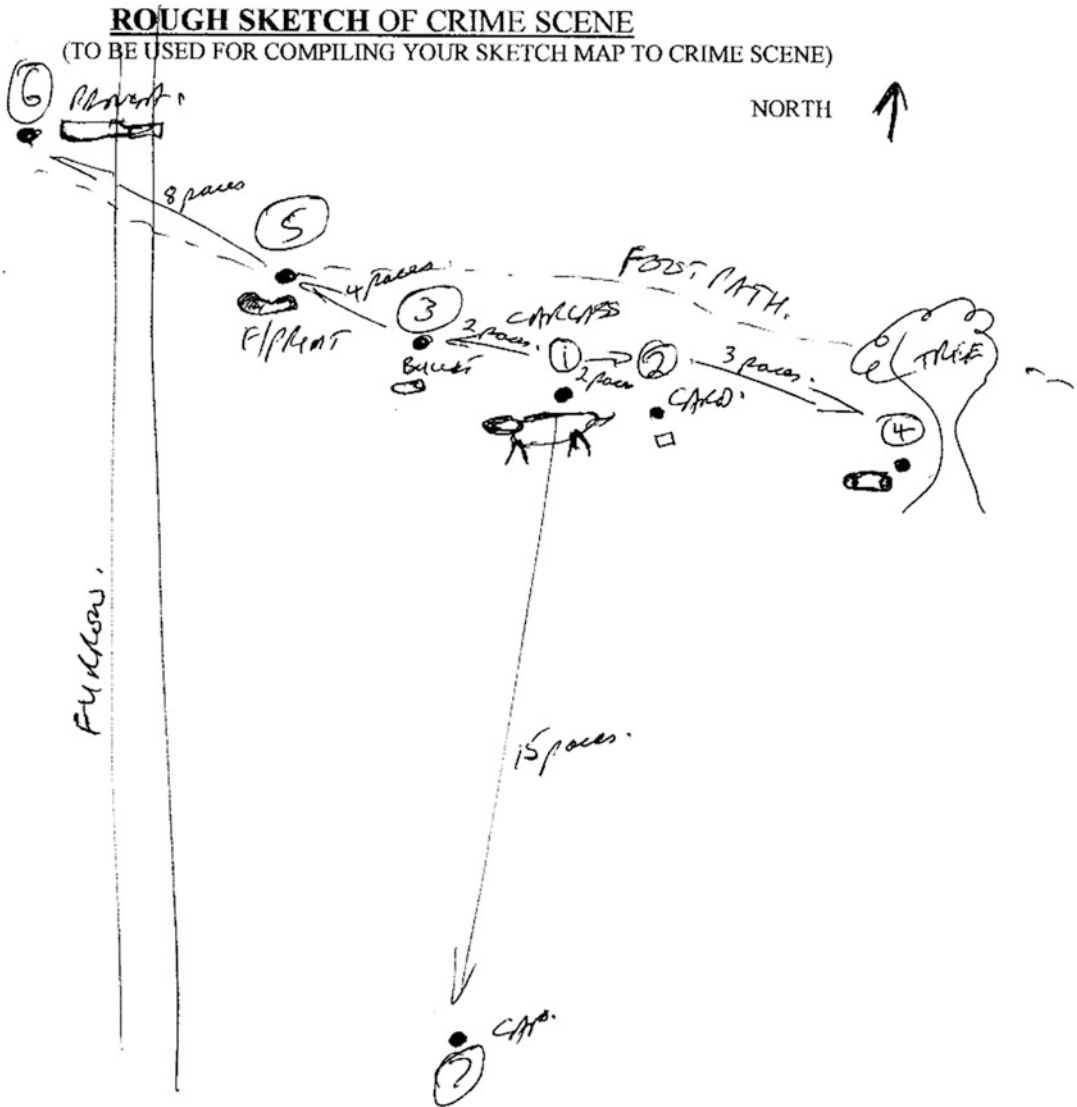 ROUGH SKETCH OF CRIME SCENE
(TO BE USED FOR COMPILING YOUR SKETCH MAP TO CRIME SCENE)
NORTH
6
8 paces
5
4 paces.
F/PRINT
3
2 paces.
BULLET
CARCASS
1
2 paces
2
CARD.
3 paces.
FOOT PATH.
TREE
4
FURROW.
15 paces.
CAP.
7